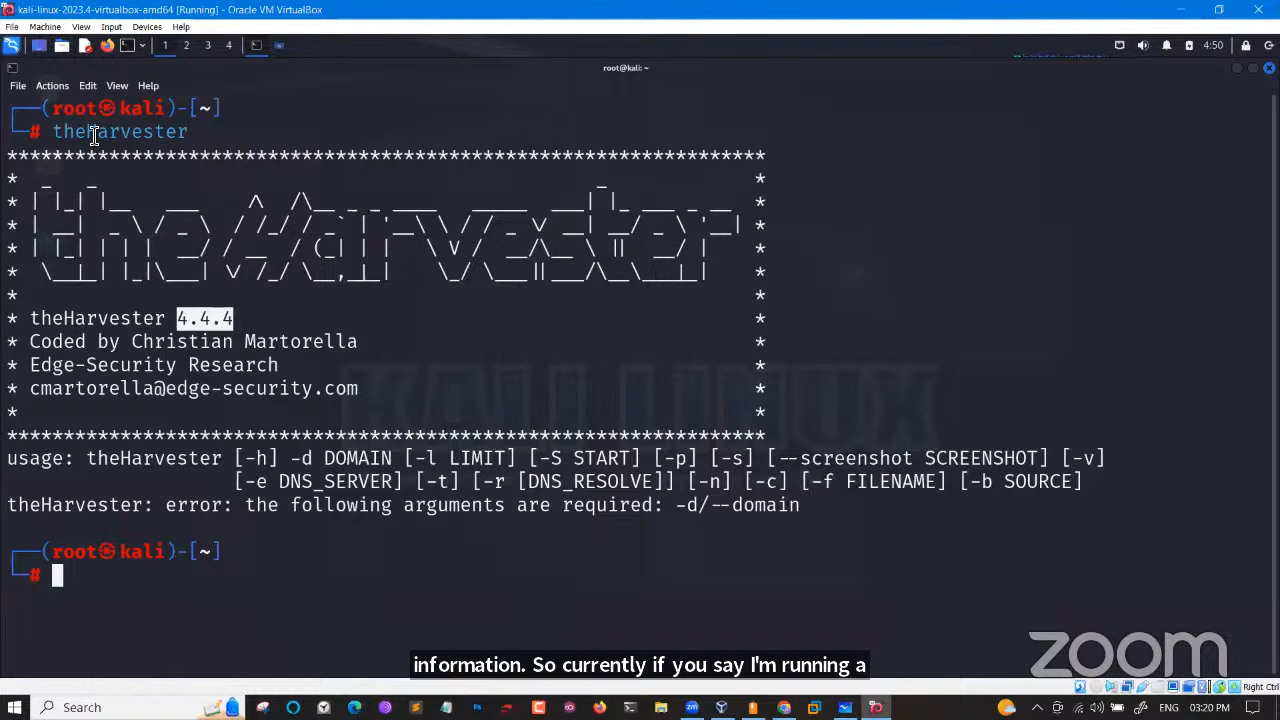 kali-linux-2023.4-virtualbox-amd64 [Running] - Oracle VM VirtualBox
File Machine View Input Devices Help
1 2 3 4 4:50
root@kali: ~
File Actions Edit View Help
┌──(root㉿kali)-[~]
└─# theHarvester
*******************************************************************
theHarvester
* theHarvester 4.4.4 *
* Coded by Christian Martorella *
* Edge-Security Research *
* cmartorella@edge-security.com *
* *
*******************************************************************
usage: theHarvester [-h] -d DOMAIN [-l LIMIT] [-S START] [-p] [-s] [--screenshot SCREENSHOT] [-v]
[-e DNS_SERVER] [-t] [-r [DNS_RESOLVE]] [-n] [-c] [-f FILENAME] [-b SOURCE]
theHarvester: error: the following arguments are required: -d/--domain
┌──(root㉿kali)-[~]
└─#
KALI LINUX
information. So currently if you say I'm running a
zoom
Right Ctrl
Search
03:20 PM